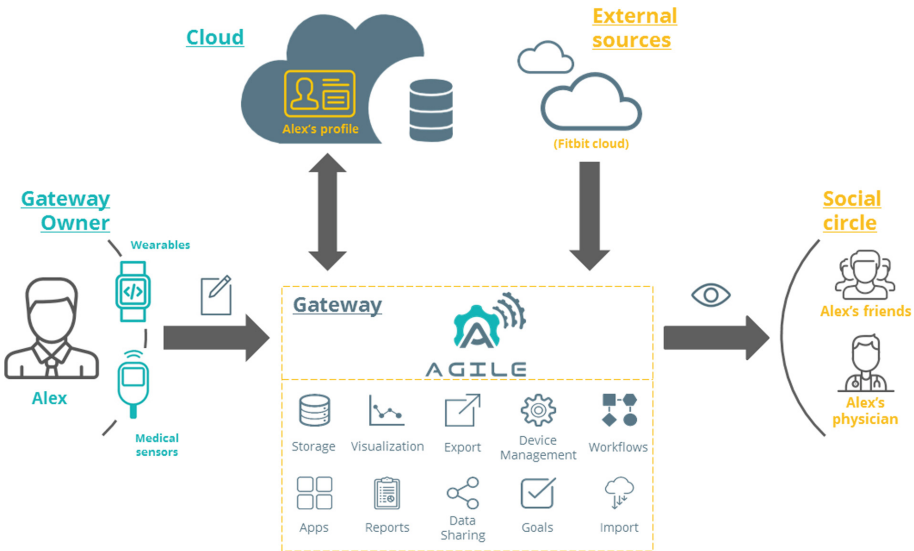 Cloud
Alex's profile
External
sources
(Fitbit cloud)
Gateway
Owner
Wearables
</>
Alex
Medical
sensors
Gateway
AGILE
Storage
Visualization
Export
Device
Management
Workflows
Apps
Reports
Data
Sharing
Goals
Import
Social
circle
Alex's friends
Alex's
physician